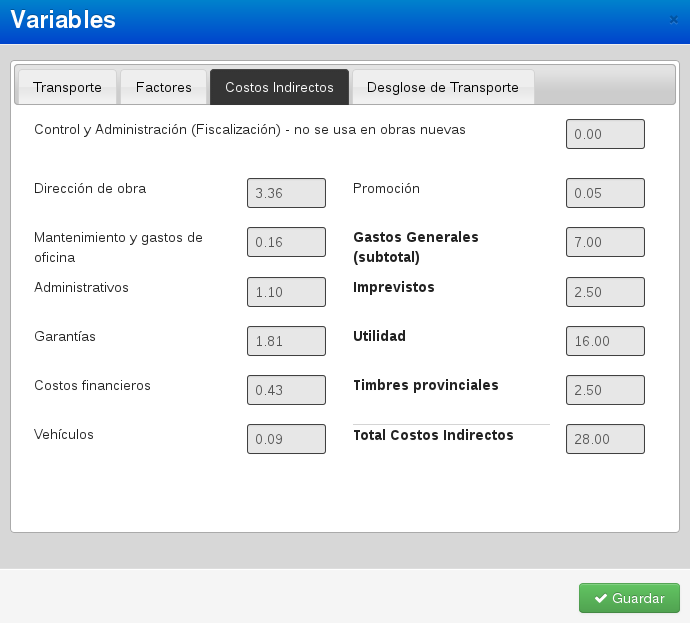 Variables
×
Transporte
Factores
Costos Indirectos
Desglose de Transporte
Control y Administración (Fiscalización) - no se usa en obras nuevas
0.00
Dirección de obra
3.36
Promoción
0.05
Mantenimiento y gastos de
oficina
0.16
Gastos Generales
(subtotal)
7.00
Administrativos
1.10
Imprevistos
2.50
Garantías
1.81
Utilidad
16.00
Costos financieros
0.43
Timbres provinciales
2.50
Vehículos
0.09
Total Costos Indirectos
28.00
Guardar